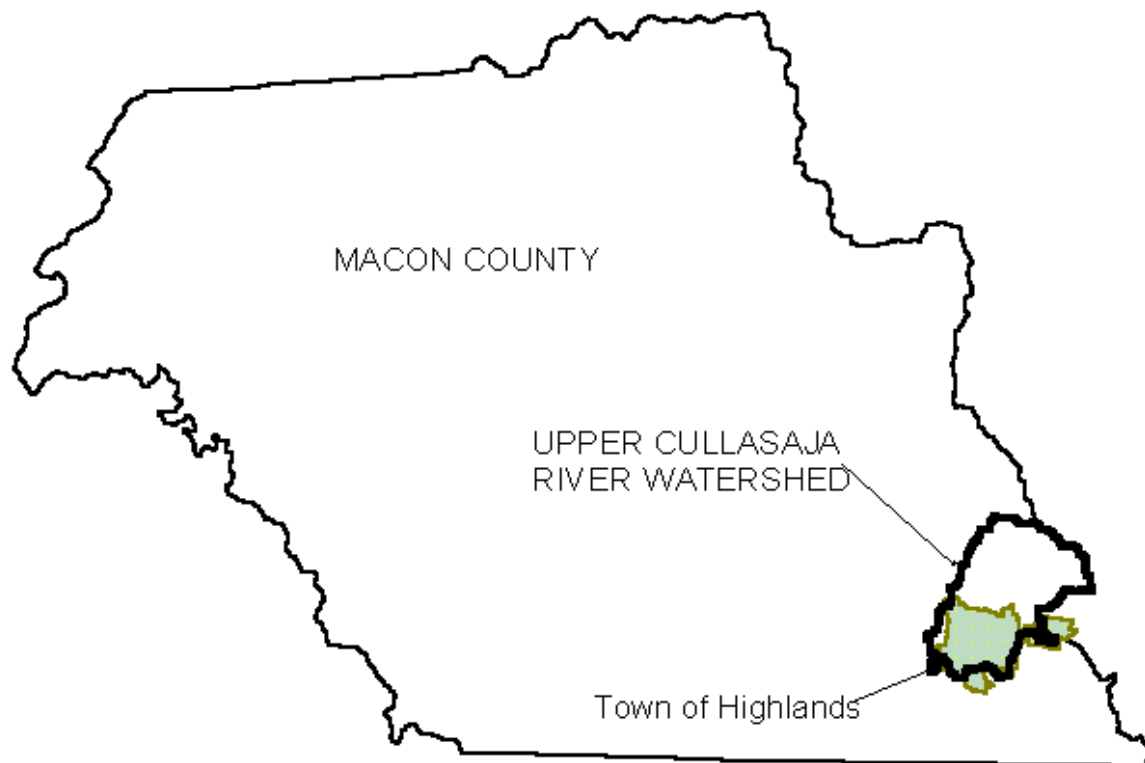 MACON COUNTY
UPPER CULLASAJA
RIVER WATERSHED
Town of Highlands